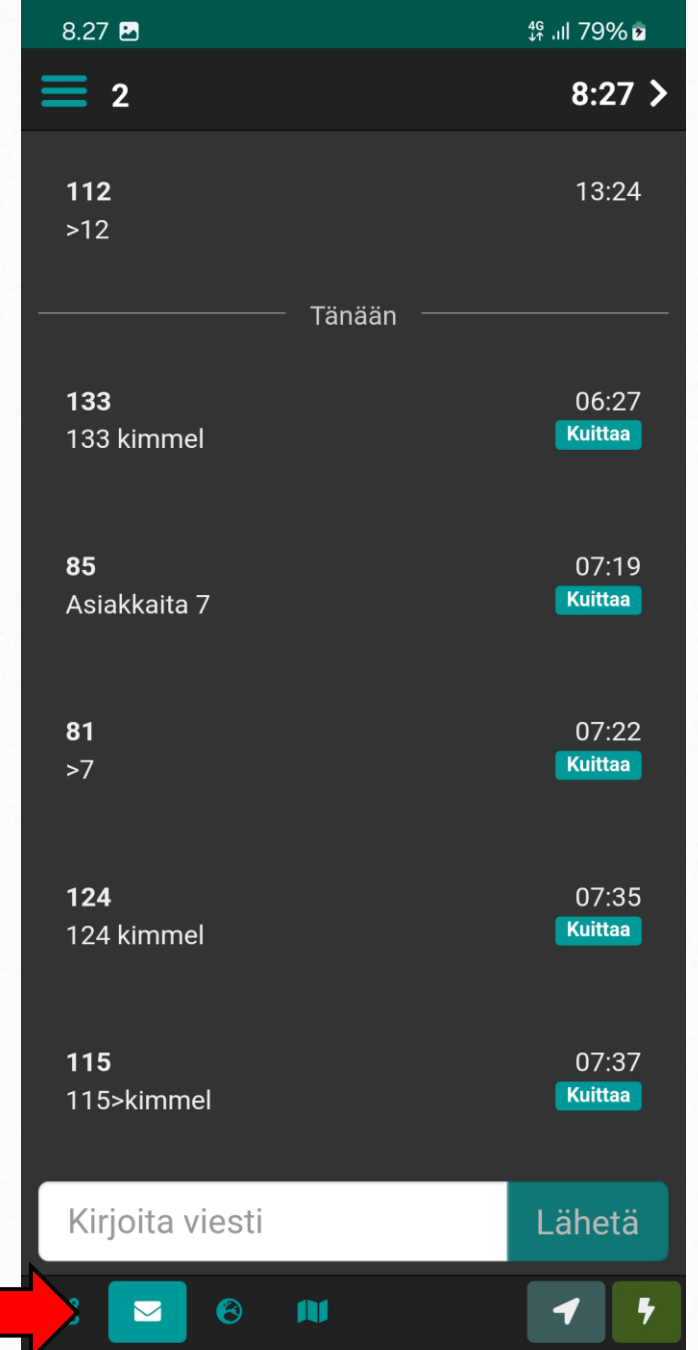 8.27 4G 79%
2 8:27
112 13:24
>12
Tänään
133 06:27
133 kimmel Kuittaa
85 07:19
Asiakkaita 7 Kuittaa
81 07:22
>7 Kuittaa
124 07:35
124 kimmel Kuittaa
115 07:37
115>kimmel Kuittaa
Kirjoita viesti Lähetä